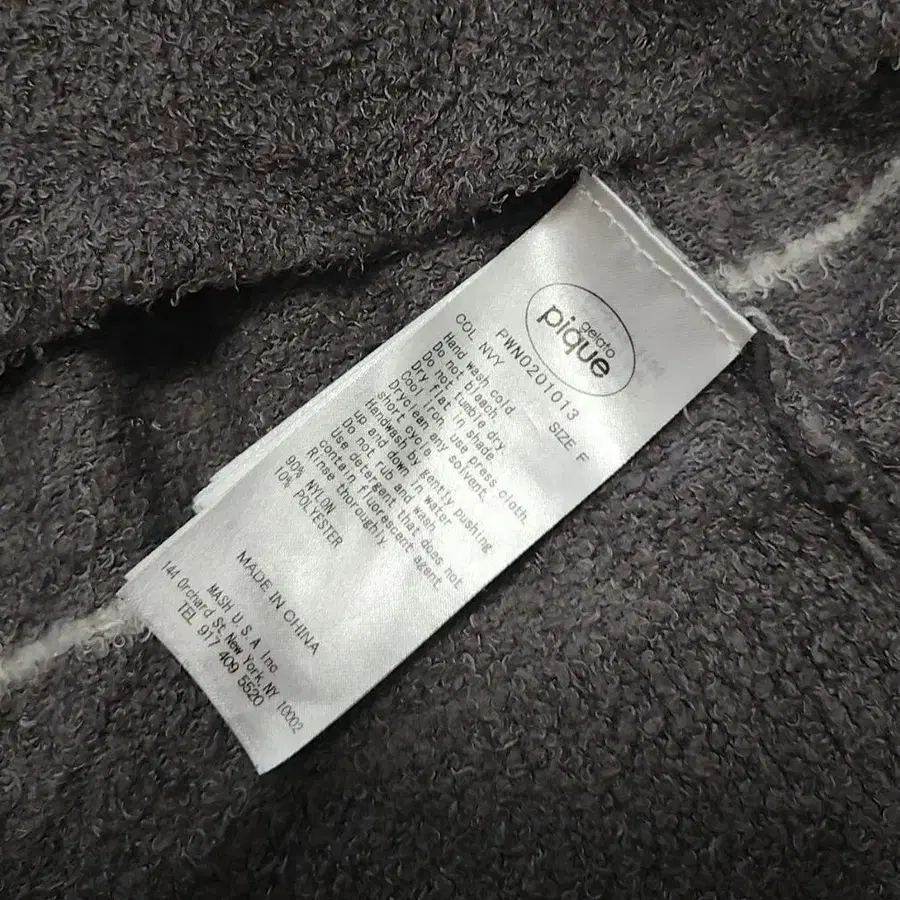 gelato
pique
PWNO201013 SIZE F
COL NVY
Hand wash cold.
Do not bleach.
Do not tumble dry
Dry flat in shade.
Cool iron, use press cloth.
Dryclean any solvent.
short cycle.
Handwash by gently pushing
up and down in water
Do not rub and wash.
Use detergent that does not
contain fluorescent agent.
Rinse thoroughly.
90% NYLON
10% POLYESTER
MADE IN CHINA
MASH U.S.A Inc
144 Orchard St, New York, NY 10002
TEL 917 409 5520